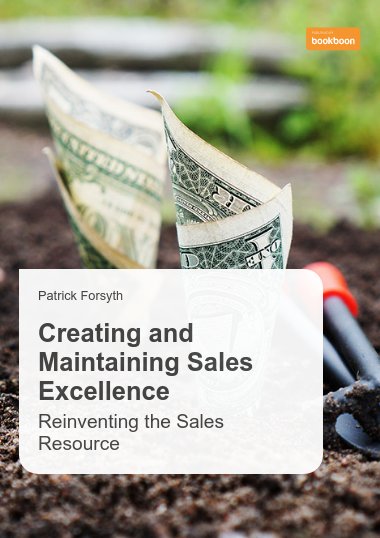 bookboon
Patrick Forsyth
Creating and
Maintaining Sales
Excellence
Reinventing the Sales
Resource